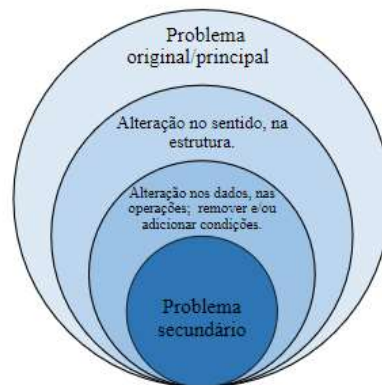 Problema
original/principal
Alteração no sentido, na
estrutura.
Alteração nos dados, nas
operações;  remover e/ou
adicionar condições.
Problema
secundário